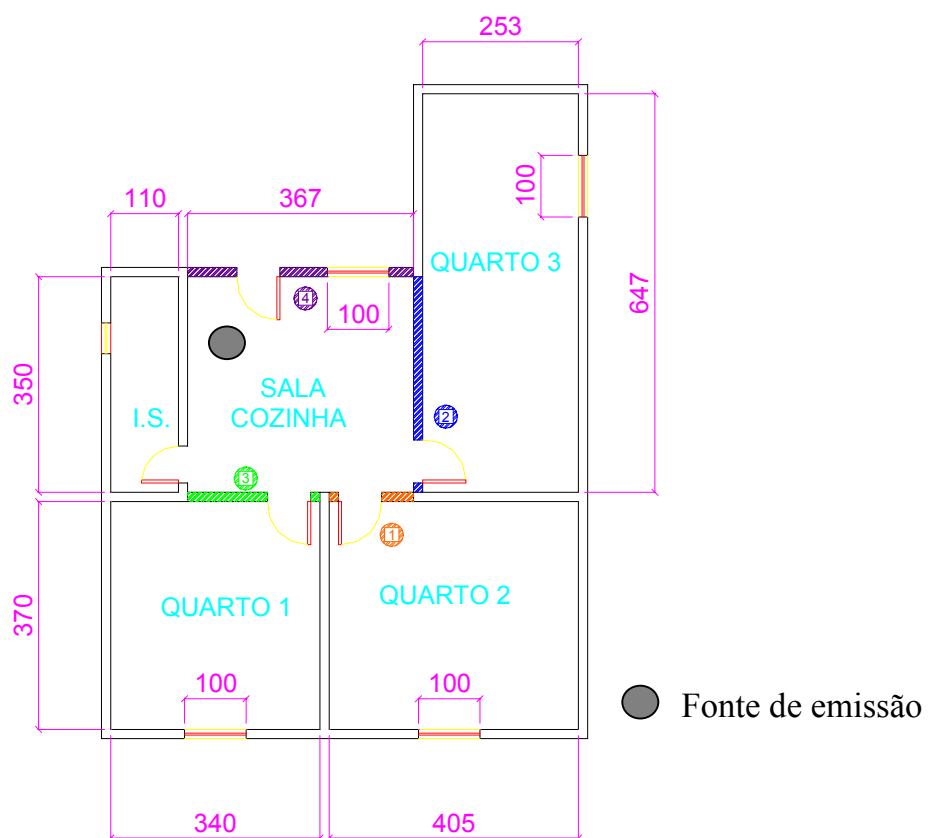 253
110
367
100
QUARTO 3
647
4
100
350
SALA
COZINHA
I.S.
2
3
1
370
QUARTO 1
QUARTO 2
100
100
Fonte de emissão
340
405